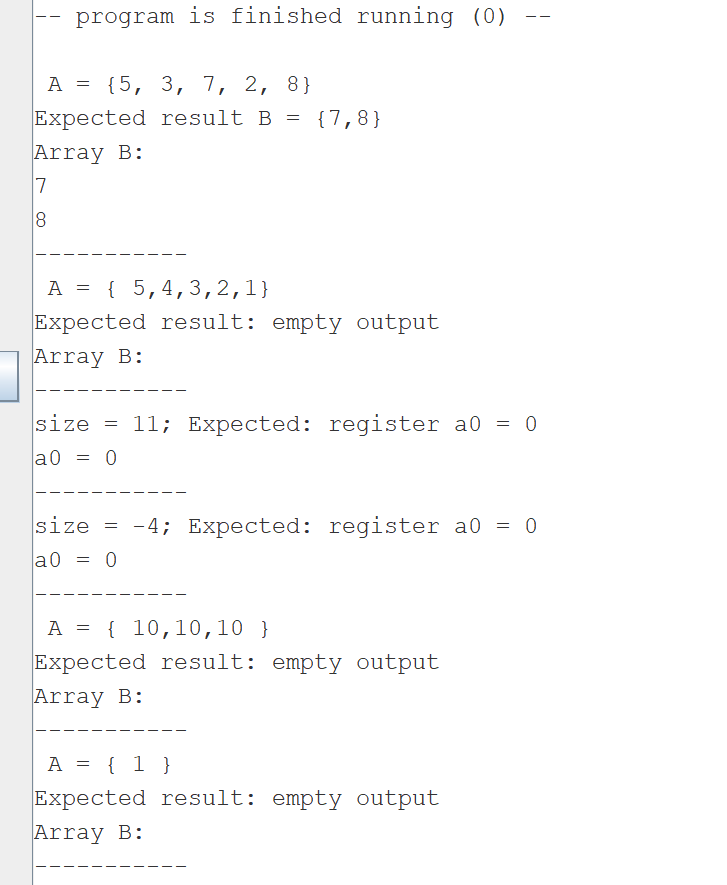 -- program is finished running (0) --
A = {5, 3, 7, 2, 8}
Expected result B = {7,8}
Array B:
7
8
-----------
A = { 5,4,3,2,1}
Expected result: empty output
Array B:
-----------
size = 11; Expected: register a0 = 0
a0 = 0
-----------
size = -4; Expected: register a0 = 0
a0 = 0
-----------
A = { 10,10,10 }
Expected result: empty output
Array B:
-----------
A = { 1 }
Expected result: empty output
Array B:
-----------